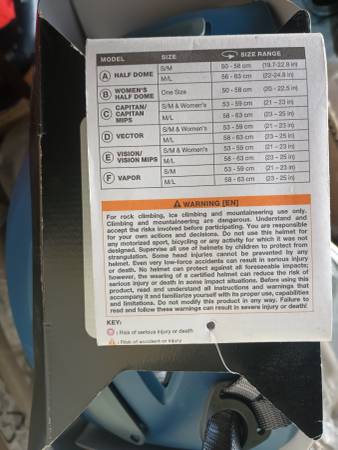 MODEL SIZE SIZE RANGE
A HALF DOME S/M 50 - 58 cm (19.7-22.8 in)
M/L 56 - 63 cm (22-24.8 in)
B WOMEN'S HALF DOME One Size 50 - 58 cm (20 - 22.5 in)
C CAPITAN/ CAPITAN MIPS S/M & Women's 53 - 59 cm (21 – 23 in)
M/L 58 - 63 cm (23 – 25 in)
D VECTOR S/M & Women's 53 – 59 cm (21 – 23 in)
M/L 58 - 63 cm (23 – 25 in)
E VISION/ VISION MIPS S/M & Women's 53 - 59 cm (21 – 23 in)
M/L 58 - 63 cm (23 – 25 in)
F VAPOR S/M 53 - 59 cm (21 – 23 in)
M/L 58 - 63 cm (23 – 25 in)
WARNING [EN]
For rock climbing, ice climbing and mountaineering use only.
Climbing and mountaineering are dangerous. Understand and
accept the risks involved before participating. You are responsible
for your own actions and decisions. Do not use this helmet for
any motorized sport, bicycling or any activity for which it was not
designed. Supervise all use of helmets by children to protect from
strangulation. Some head injuries cannot be prevented by any
helmet. Even very low-force accidents can result in serious injury
or death. No helmet can protect against all foreseeable impacts;
however, the wearing of a certified helmet can reduce the risk of
serious injury or death in some impact situations. Before using this
product, read and understand all instructions and warnings that
accompany it and familiarize yourself with its proper use, capabilities
and limitations. Do not modify this product in any way. Failure to
read and follow these warnings can result in severe injury or death!
KEY:
: Risk of serious injury or death
: Risk of accident or injury